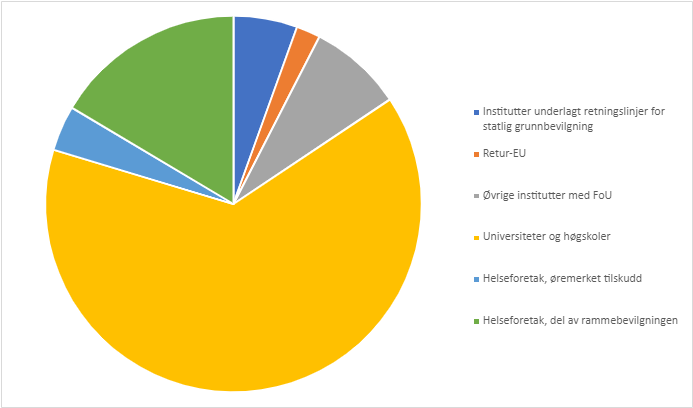 Institutter underlagt retningslinjer for
statlig grunnbevilgning
Retur-EU
Øvrige institutter med FoU
Universiteter og høgskoler
Helseforetak, øremerket tilskudd
Helseforetak, del av rammebevilgningen